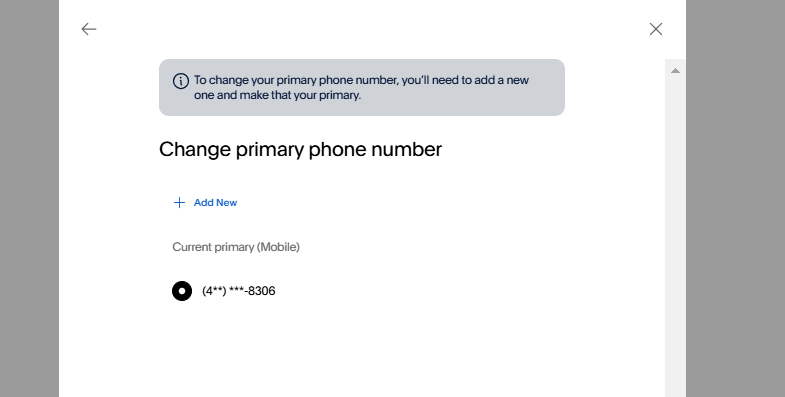 To change your primary phone number, you'll need to add a new
one and make that your primary.
Change primary phone number
Add New
Current primary (Mobile)
(4**) ***-8306